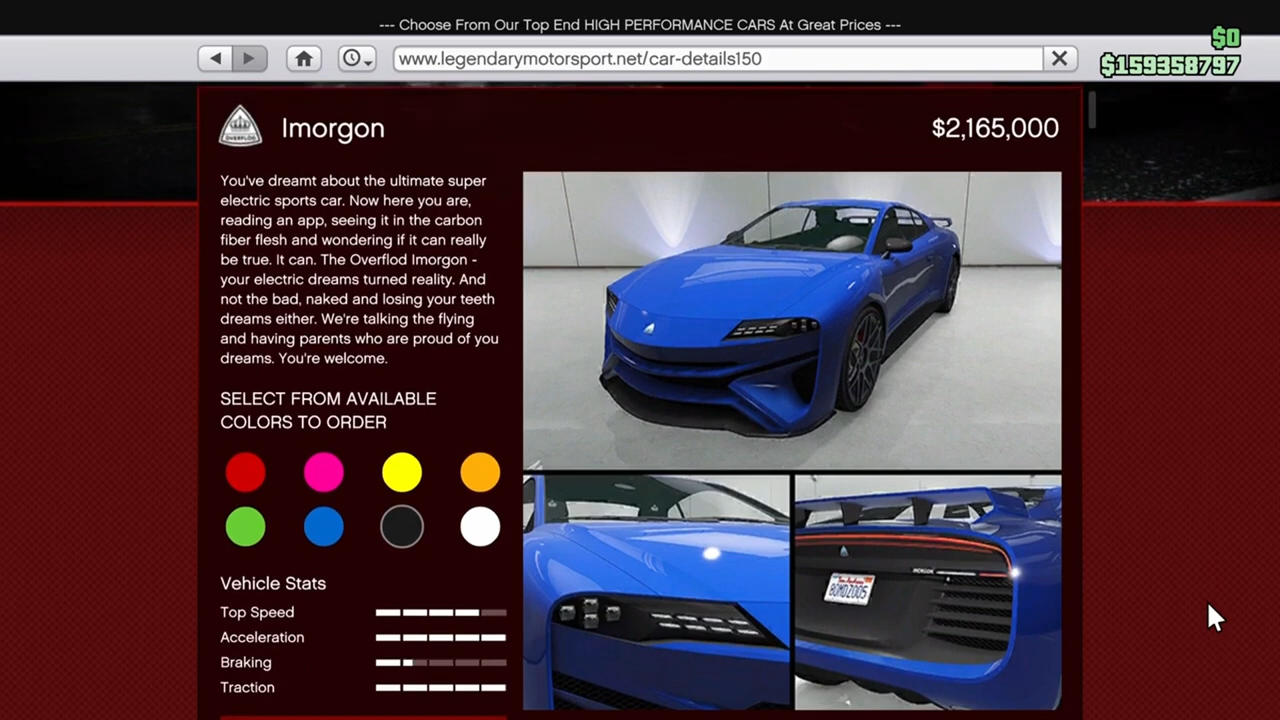 --- Choose From Our Top End HIGH PERFORMANCE CARS At Great Prices ---
$0
www.legendarymotorsport.net/car-details150
$159358797
OVERFLOD
Imorgon
$2,165,000
You've dreamt about the ultimate super
electric sports car. Now here you are,
reading an app, seeing it in the carbon
fiber flesh and wondering if it can really
be true. It can. The Overflod Imorgon -
your electric dreams turned reality. And
not the bad, naked and losing your teeth
dreams either. We're talking the flying
and having parents who are proud of you
dreams. You're welcome.
SELECT FROM AVAILABLE
COLORS TO ORDER
IMORGON
Vehicle Stats
Top Speed
Acceleration
Braking
Traction